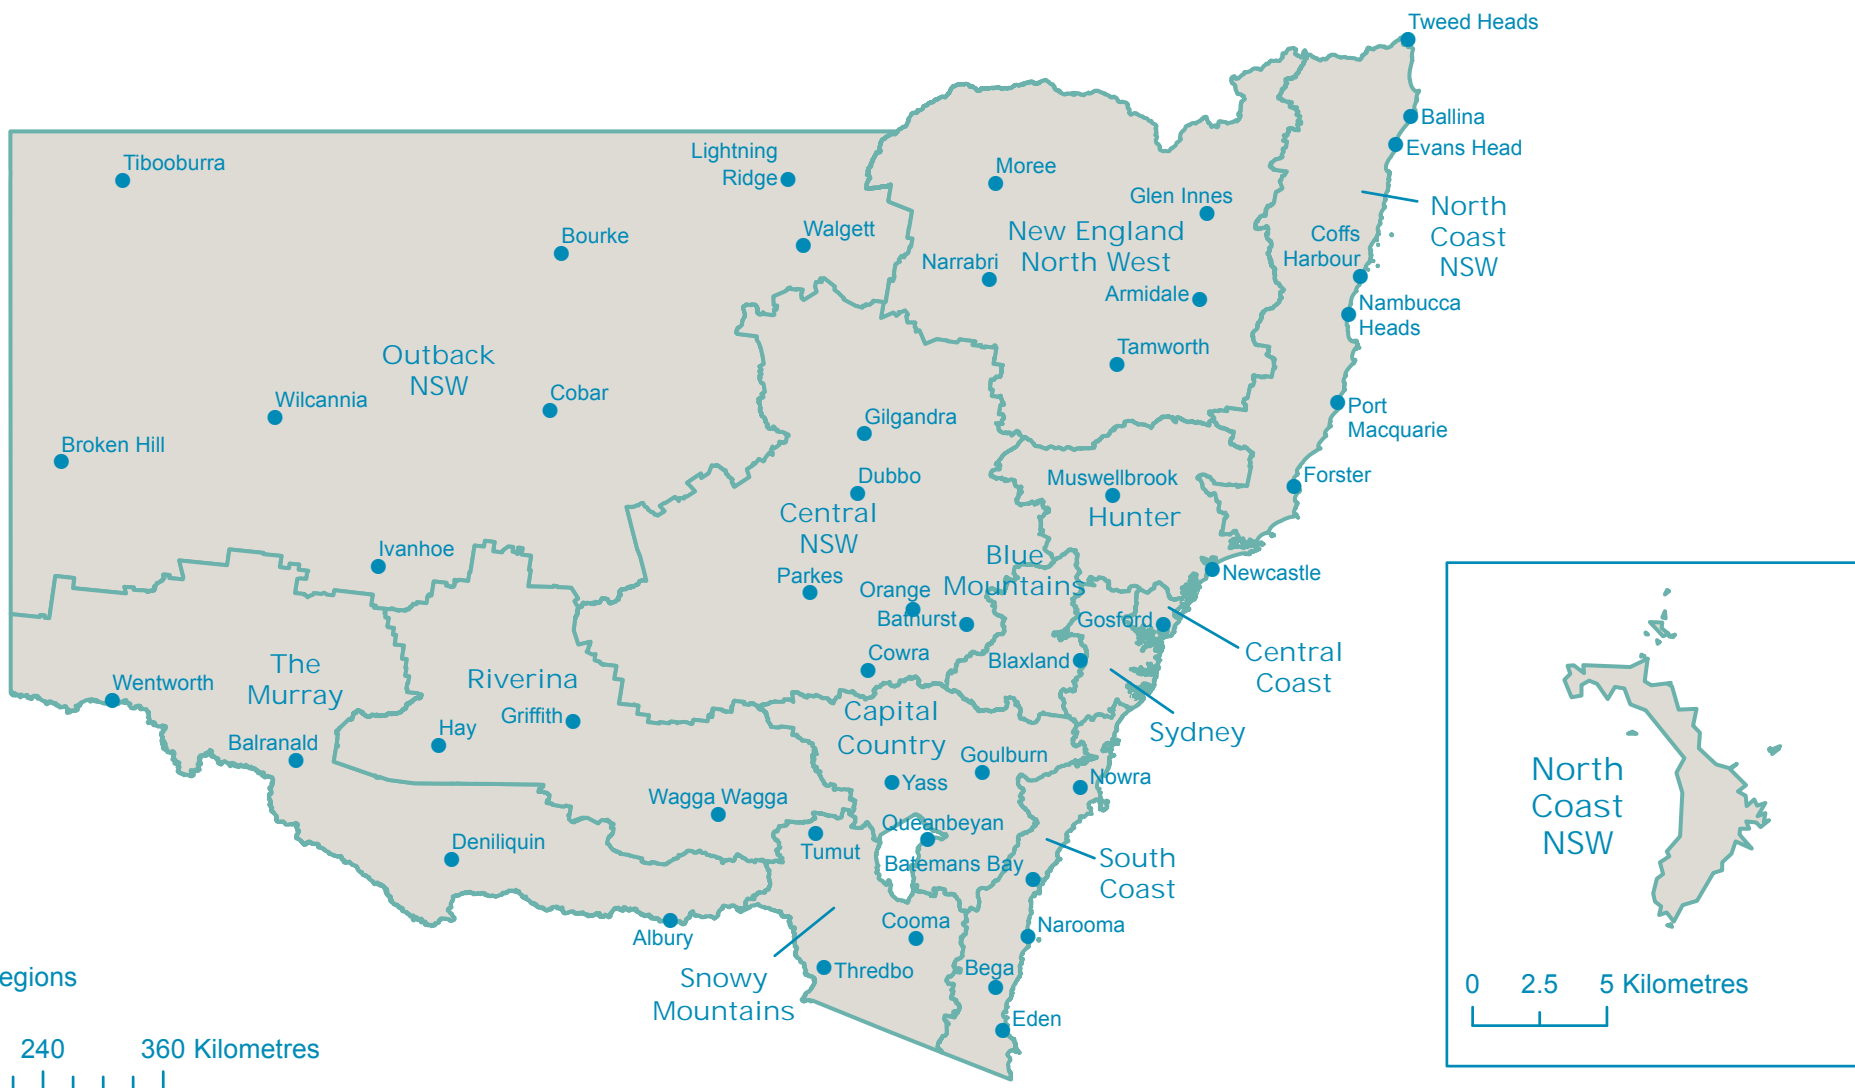 Tweed Heads
Ballina
Evans Head
Tibooburra
Lightning
Ridge
Moree
Glen Innes
North
Coast
NSW
Bourke
Walgett
New England
North West
Coffs
Harbour
Narrabri
Armidale
Nambucca
Heads
Outback
NSW
Tamworth
Wilcannia
Cobar
Gilgandra
Port
Macquarie
Broken Hill
Dubbo
Muswellbrook
Forster
Central
NSW
Hunter
Ivanhoe
Blue
Mountains
Parkes
Orange
Newcastle
Bathurst
Gosford
Cowra
Blaxland
Central
Coast
The
Murray
Riverina
Wentworth
Capital
Country
Sydney
Hay
Griffith
Balranald
Goulburn
Yass
Nowra
Wagga Wagga
Queanbeyan
Tumut
Deniliquin
Batemans Bay
South
Coast
Albury
Cooma
Narooma
Snowy
Mountains
Thredbo
Bega
Eden
North
Coast
NSW
0 2.5 5 Kilometres
egions
240 360 Kilometres